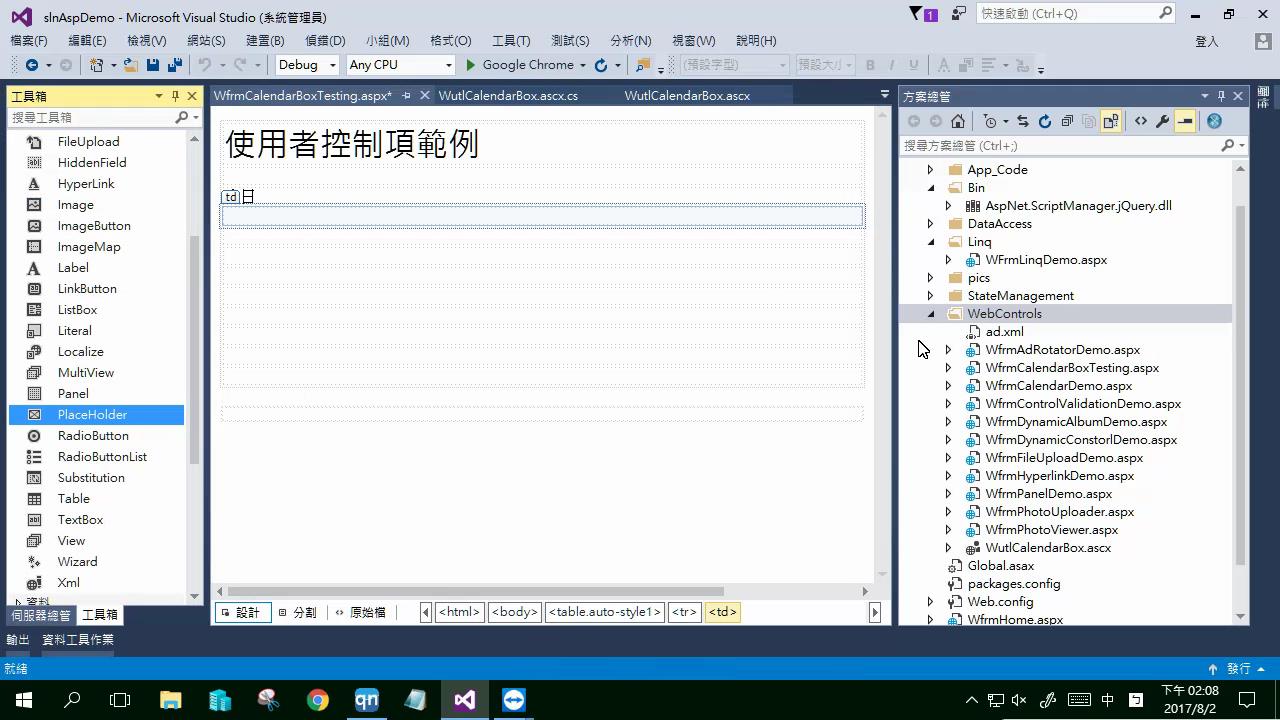 slnAspDemo - Microsoft Visual Studio (系統管理員)
1
快速啟動 (Ctrl+Q)
檔案(F) 編輯(E) 檢視(V) 網站(S) 建置(B) 偵錯(D) 小組(M) 格式(O) 工具(T) 測試(S) 分析(N) 視窗(W) 說明(H)
登入
Debug Any CPU Google Chrome (預設字型) (預設大小) B I U
工具箱
搜尋工具箱
FileUpload
HiddenField
HyperLink
Image
ImageButton
ImageMap
Label
LinkButton
ListBox
Literal
Localize
MultiView
Panel
PlaceHolder
RadioButton
RadioButtonList
Substitution
Table
TextBox
View
Wizard
Xml
資料
伺服器總管 工具箱
WfrmCalendarBoxTesting.aspx* WutlCalendarBox.ascx.cs WutlCalendarBox.ascx
使用者控制項範例
td
設計 分割 原始檔 <html> <body> <table.auto-style1> <tr> <td>
方案總管
搜尋方案總管 (Ctrl+;)
App_Code
Bin
AspNet.ScriptManager.jQuery.dll
DataAccess
Linq
WFrmLinqDemo.aspx
pics
StateManagement
WebControls
ad.xml
WfrmAdRotatorDemo.aspx
WfrmCalendarBoxTesting.aspx
WfrmCalendarDemo.aspx
WfrmControlValidationDemo.aspx
WfrmDynamicAlbumDemo.aspx
WfrmDynamicConstorlDemo.aspx
WfrmFileUploadDemo.aspx
WfrmHyperlinkDemo.aspx
WfrmPanelDemo.aspx
WfrmPhotoUploader.aspx
WfrmPhotoViewer.aspx
WutlCalendarBox.ascx
Global.asax
packages.config
Web.config
WfrmHome.aspx
輸出 資料工具作業
就緒
發行
qn
中
下午 02:08
2017/8/2